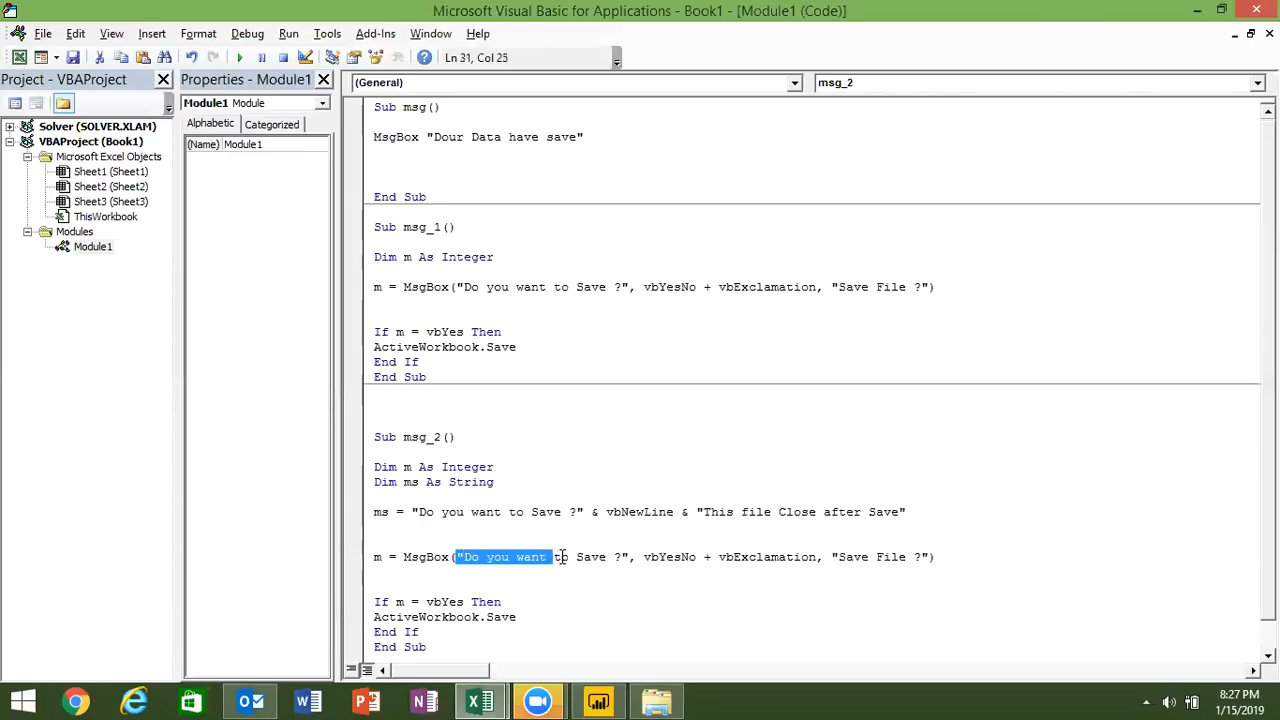 Microsoft Visual Basic for Applications - Book1 - [Module1 (Code)]
File Edit View Insert Format Debug Run Tools Add-Ins Window Help
Ln 31, Col 25
Project - VBAProject
Properties - Module1
(General)
msg_2
Module1 Module
Alphabetic Categorized
(Name) Module1
Solver (SOLVER.XLAM)
VBAProject (Book1)
Microsoft Excel Objects
Sheet1 (Sheet1)
Sheet2 (Sheet2)
Sheet3 (Sheet3)
ThisWorkbook
Modules
Module1
Sub msg()
MsgBox "Dour Data have save"
End Sub
Sub msg_1()
Dim m As Integer
m = MsgBox("Do you want to Save ?", vbYesNo + vbExclamation, "Save File ?")
If m = vbYes Then
ActiveWorkbook.Save
End If
End Sub
Sub msg_2()
Dim m As Integer
Dim ms As String
ms = "Do you want to Save ?" & vbNewLine & "This file Close after Save"
m = MsgBox("Do you want to Save ?", vbYesNo + vbExclamation, "Save File ?")
If m = vbYes Then
ActiveWorkbook.Save
End If
End Sub
8:27 PM
1/15/2019